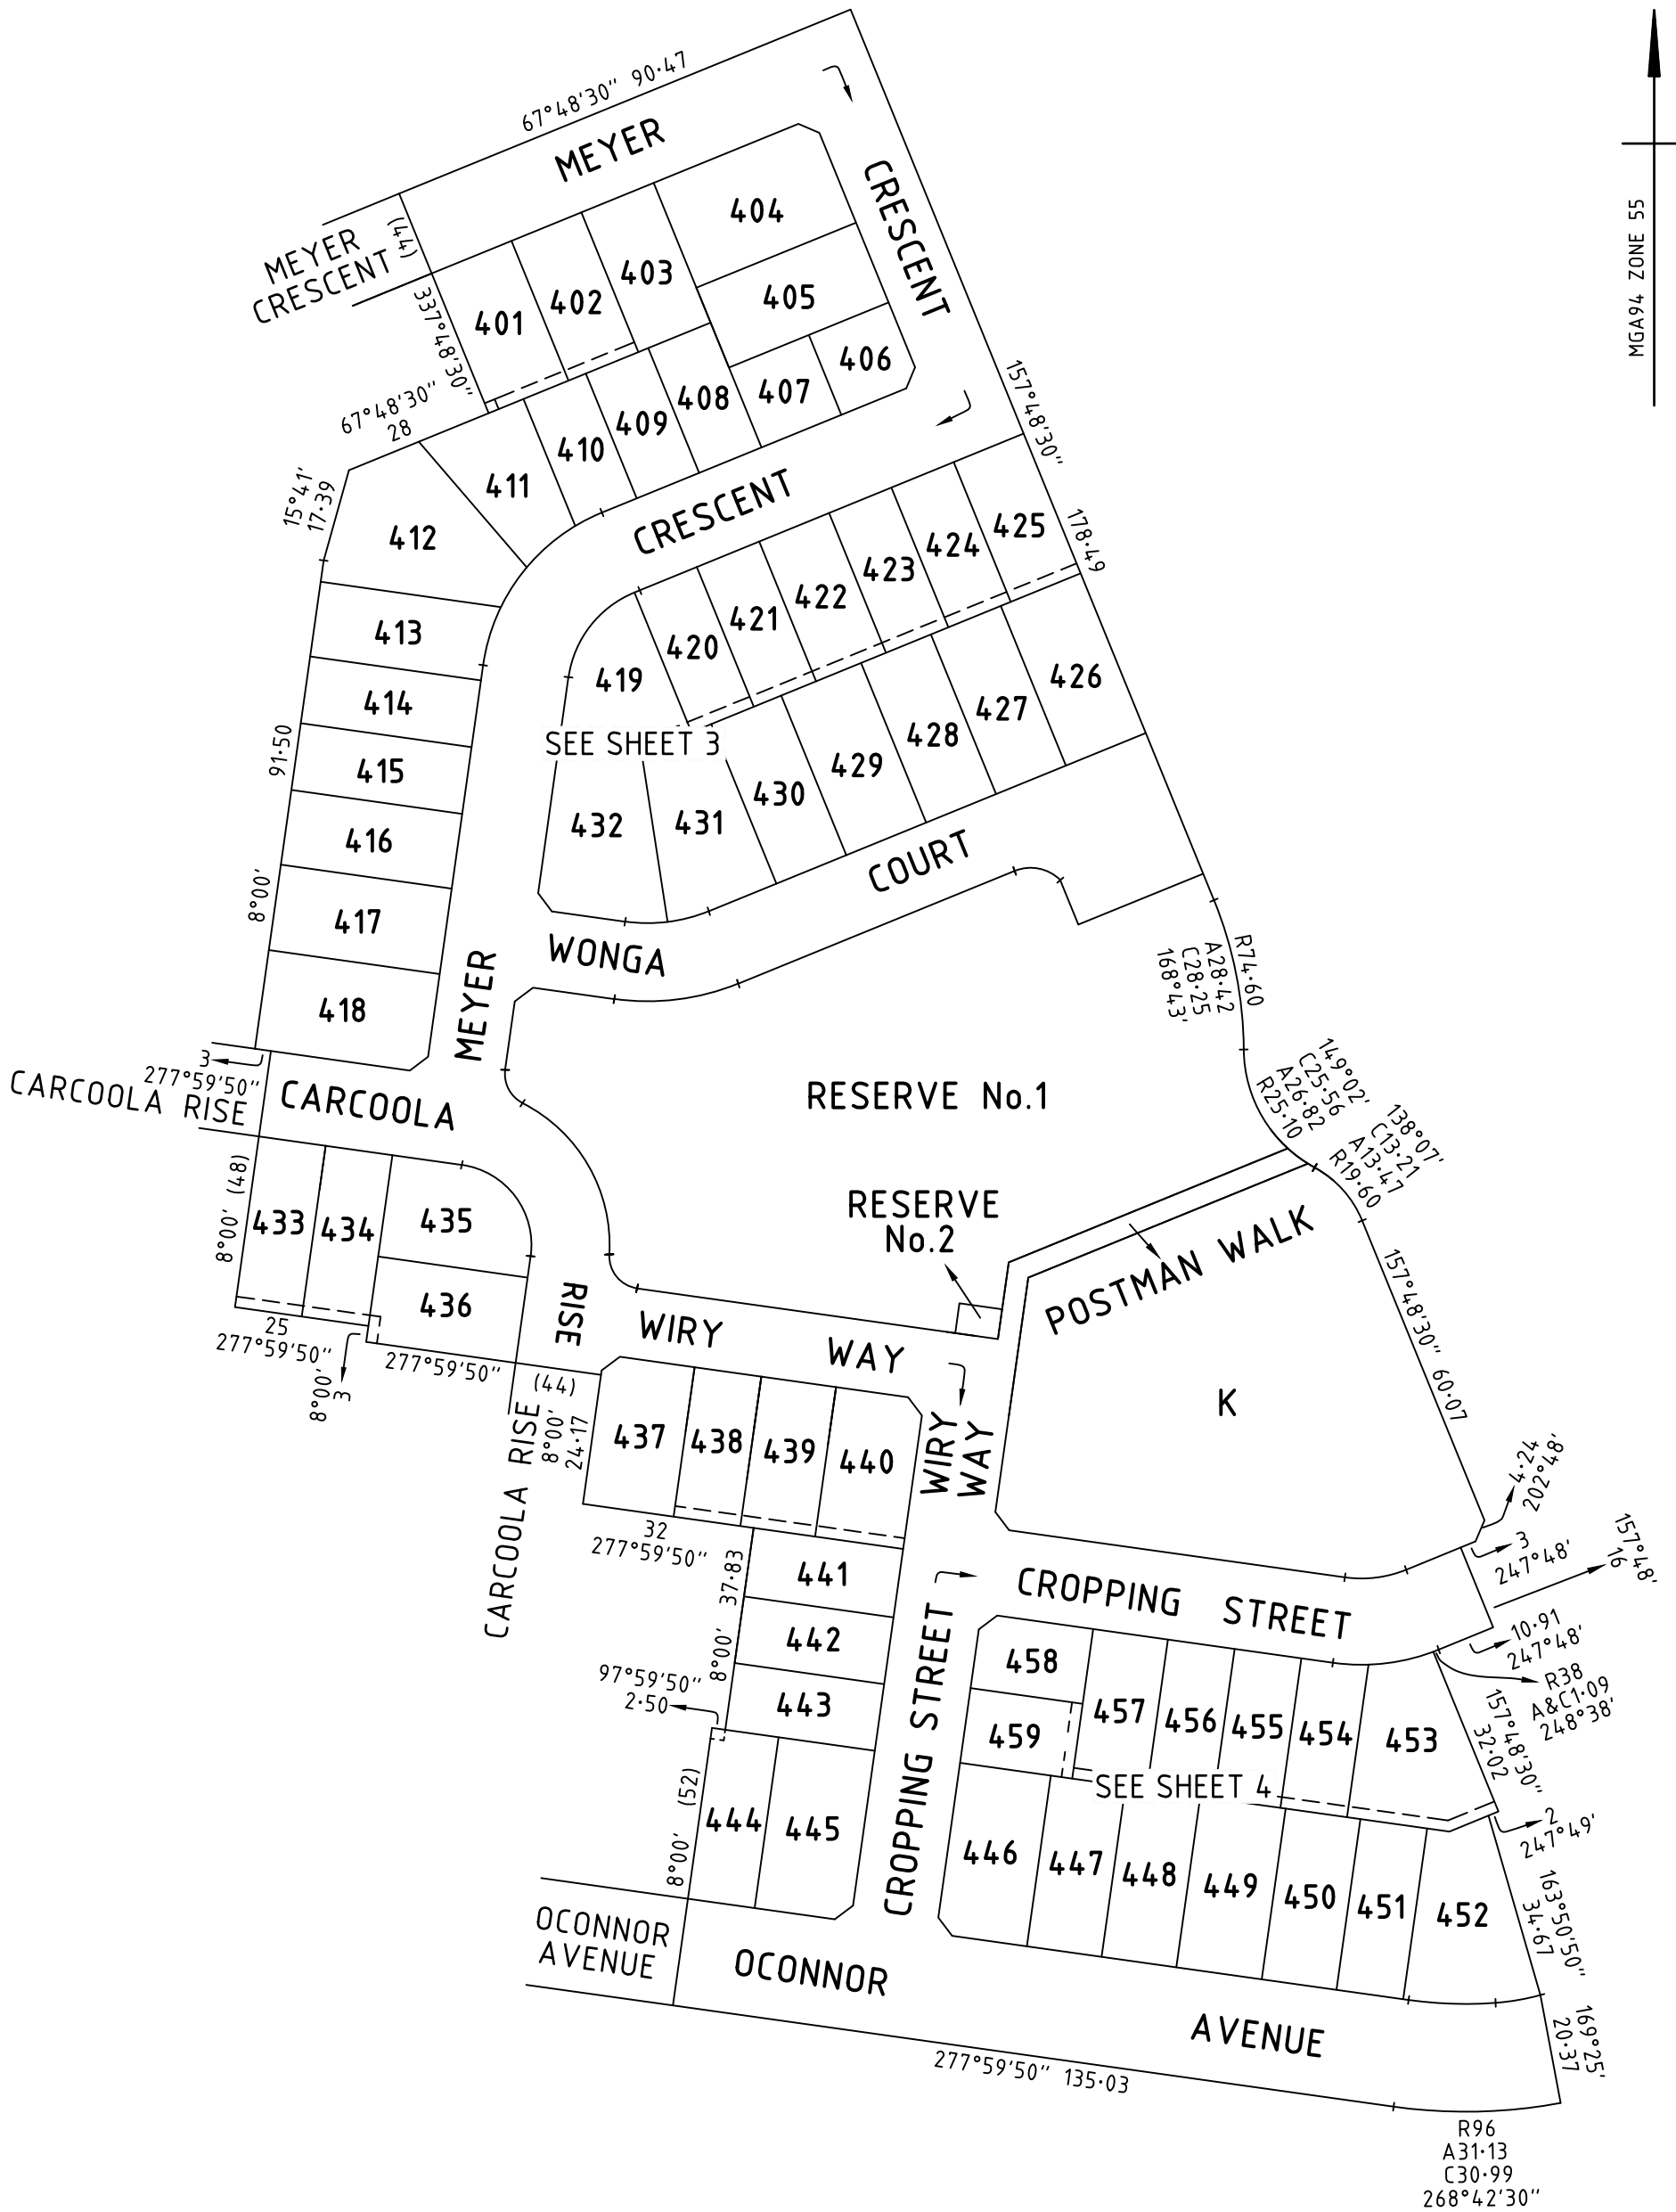 67°48'30" 90·47
MEYER
CRESCENT
MGA94 ZONE 55
MEYER
CRESCENT
(44)
337°48'30"
401
402
403
404
405
406
407
408
409
410
411
412
67°48'30"
28
15°41'
17·39
CRESCENT
157°48'30"
178·49
413
414
415
416
417
418
91·50
8°00'
419
420
421
422
423
424
425
426
427
428
429
430
431
432
SEE SHEET 3
COURT
WONGA
MEYER
R74·60
A28·42
C28·25
168°43'
149°02'
C25·56
A26·82
R25·10
138°07'
C13·21
A13·47
R19·60
3
277°59'50"
CARCOOLA RISE
CARCOOLA
RESERVE No.1
RESERVE
No.2
POSTMAN WALK
157°48'30" 60·07
K
8°00' (48)
433
434
435
436
25
277°59'50"
8°00'
3
277°59'50"
RISE
WIRY WAY
(44)
8°00'
24·17
CARCOOLA RISE
437
438
439
440
WIRY
WAY
32
277°59'50"
4·24
202°48'
3
247°48'
157°48'
16
10·91
247°48'
R38
A&C1·09
248°38'
37·83
8°00'
441
442
443
CROPPING STREET
CROPPING STREET
97°59'50"
2·50
8°00' (52)
444
445
458
459
457
456
455
454
453
SEE SHEET 4
157°48'30"
32·02
2
247°49'
446
447
448
449
450
451
452
163°50'50"
34·67
OCONNOR
AVENUE
OCONNOR AVENUE
169°25'
20·37
277°59'50" 135·03
R96
A31·13
C30·99
268°42'30"